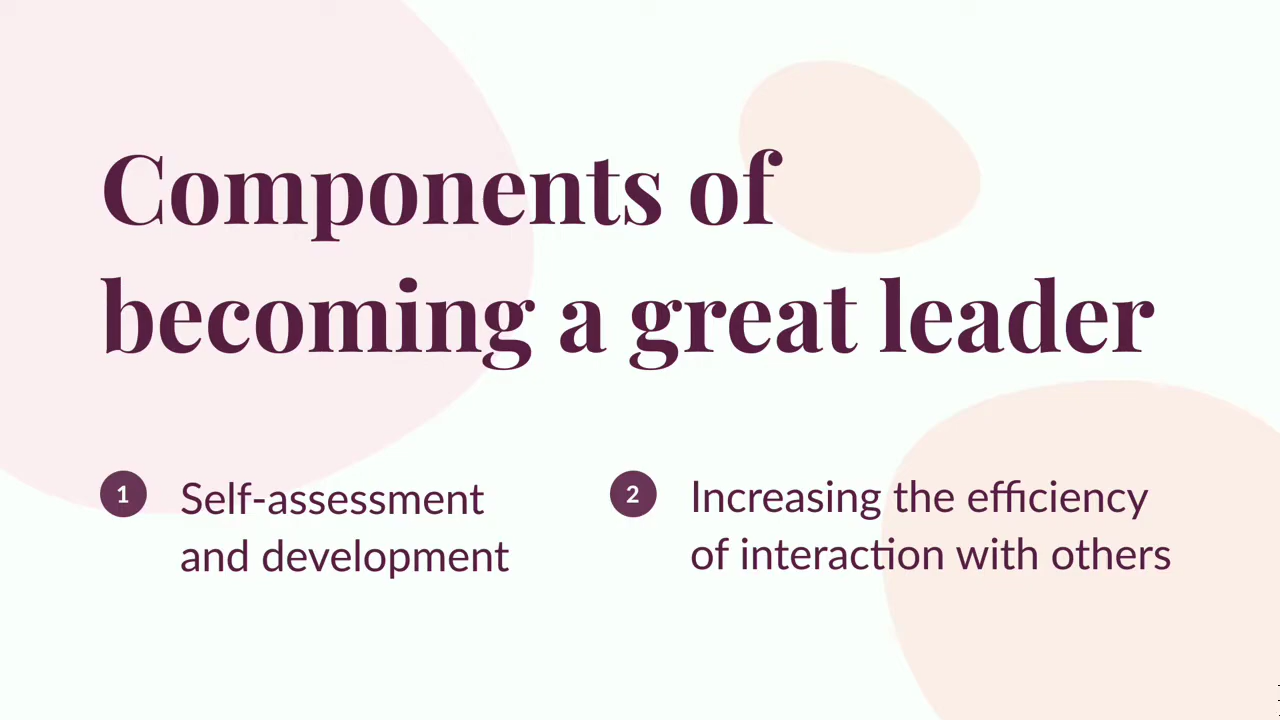 Components of
becoming a great leader
1 Self-assessment
and development
2 Increasing the efficiency
of interaction with others